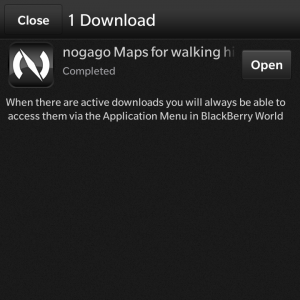 Close
1 Download
nogago Maps for walking hi
Completed
Open
When there are active downloads you will always be able to
access them via the Application Menu in BlackBerry World